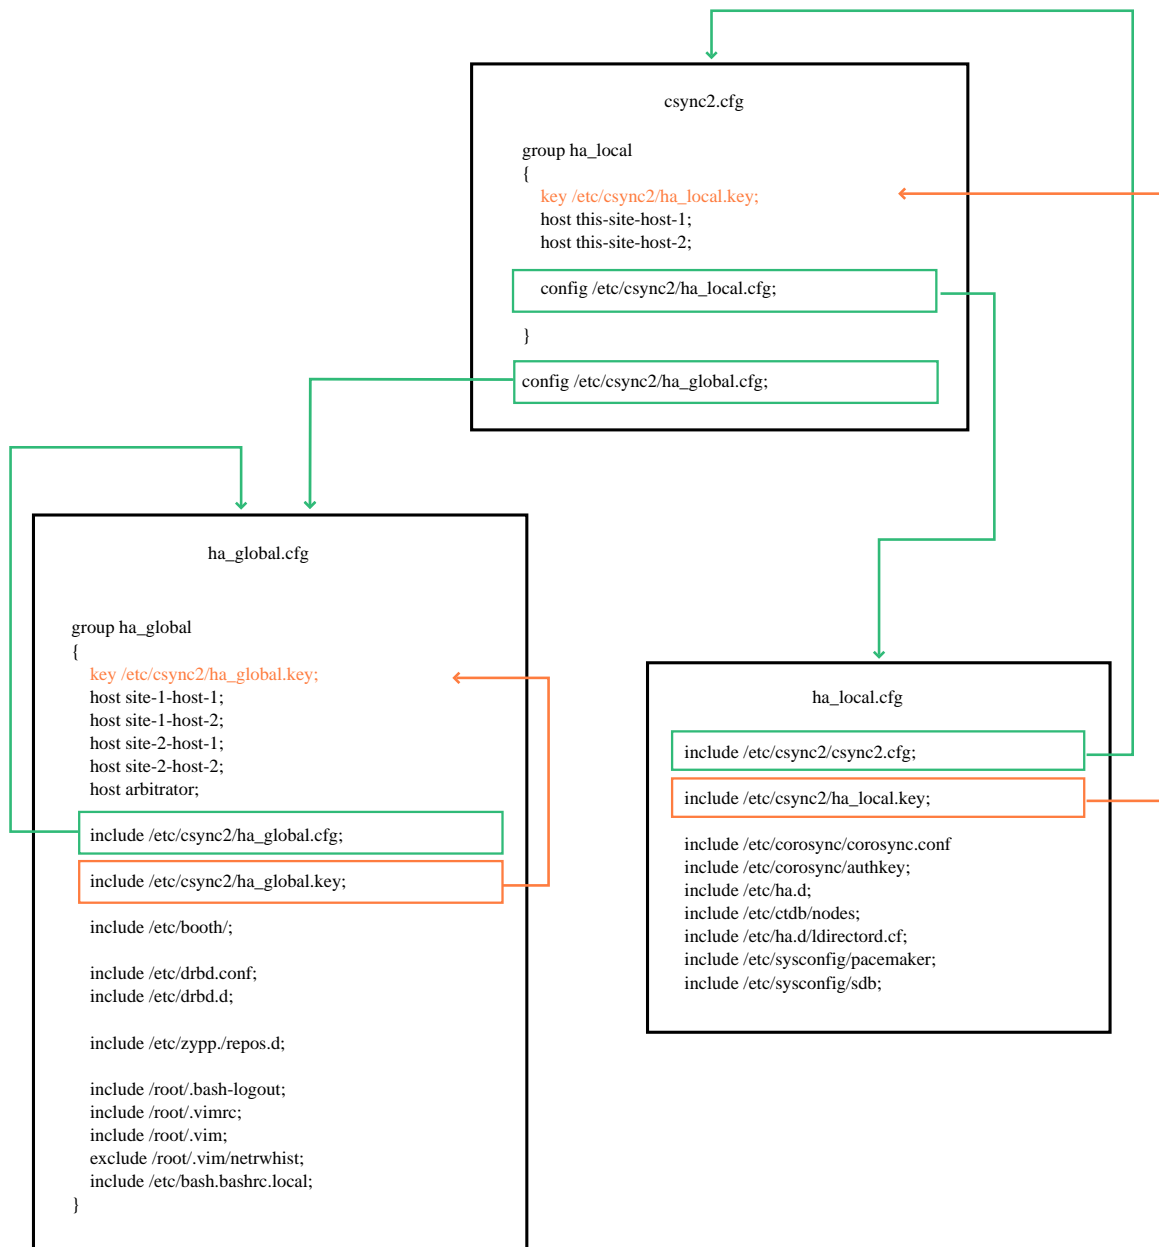 csync2.cfg
group ha_local
{
key /etc/csync2/ha_local.key;
host this-site-host-1;
host this-site-host-2;
config /etc/csync2/ha_local.cfg;
}
config /etc/csync2/ha_global.cfg;
ha_global.cfg
group ha_global
{
key /etc/csync2/ha_global.key;
host site-1-host-1;
host site-1-host-2;
host site-2-host-1;
host site-2-host-2;
host arbitrator;
include /etc/csync2/ha_global.cfg;
include /etc/csync2/ha_global.key;
include /etc/booth/;
include /etc/drbd.conf;
include /etc/drbd.d;
include /etc/zypp./repos.d;
include /root/.bash-logout;
include /root/.vimrc;
include /root/.vim;
exclude /root/.vim/netrwhist;
include /etc/bash.bashrc.local;
}
ha_local.cfg
include /etc/csync2/csync2.cfg;
include /etc/csync2/ha_local.key;
include /etc/corosync/corosync.conf
include /etc/corosync/authkey;
include /etc/ha.d;
include /etc/ctdb/nodes;
include /etc/ha.d/ldirectord.cf;
include /etc/sysconfig/pacemaker;
include /etc/sysconfig/sdb;